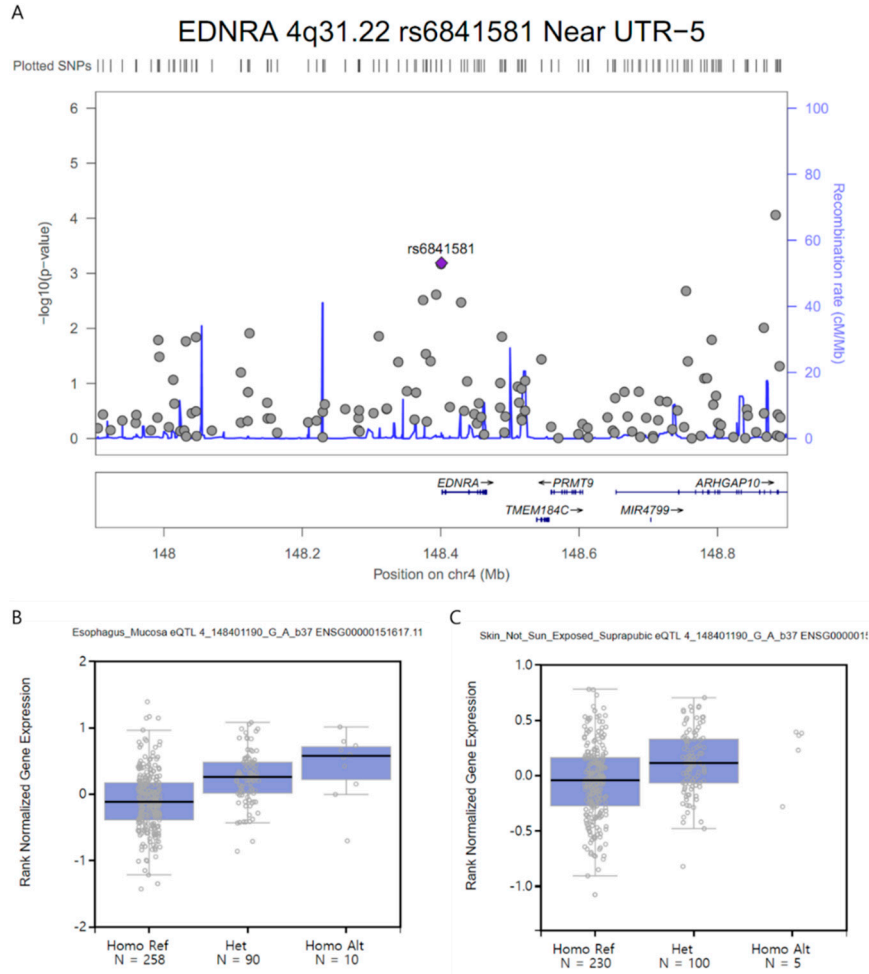 A
EDNRA 4q31.22 rs6841581 Near UTR−5
Plotted SNPs
6
5
4
3
2
1
0
−log10(p−value)
100
80
60
40
20
0
Recombination rate (cM/Mb)
rs6841581
EDNRA→
←PRMT9
ARHGAP10→
TMEM184C→
MIR4799→
148
148.2
148.4
148.6
148.8
Position on chr4 (Mb)
B
Esophagus_Mucosa eQTL 4_148401190_G_A_b37 ENSG00000151617.11
2
1
0
-1
-2
Rank Normalized Gene Expression
Homo Ref
N = 258
Het
N = 90
Homo Alt
N = 10
C
Skin_Not_Sun_Exposed_Suprapubic eQTL 4_148401190_G_A_b37 ENSG0000015
1.0
0.5
0.0
-0.5
-1.0
Rank Normalized Gene Expression
Homo Ref
N = 230
Het
N = 100
Homo Alt
N = 5